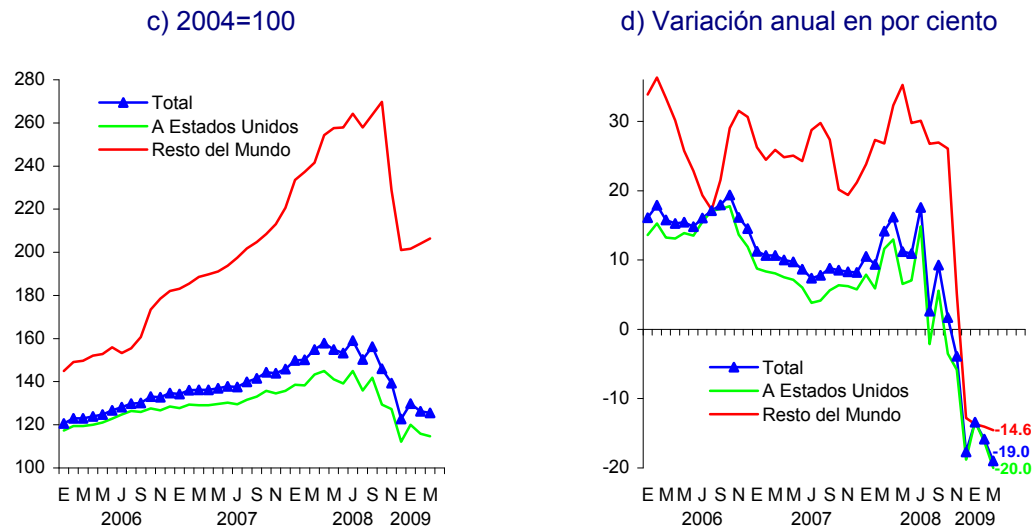 c) 2004=100
280
260
240
220
200
180
160
140
120
100
Total
A Estados Unidos
Resto del Mundo
E M M J S N E M M J S N E M M J S N E M
2006 2007 2008 2009
d) Variación anual en por ciento
30
20
10
0
-10
-20
Total
A Estados Unidos
Resto del Mundo
-14.6
-19.0
-20.0
E M M J S N E M M J S N E M M J S N E M
2006 2007 2008 2009